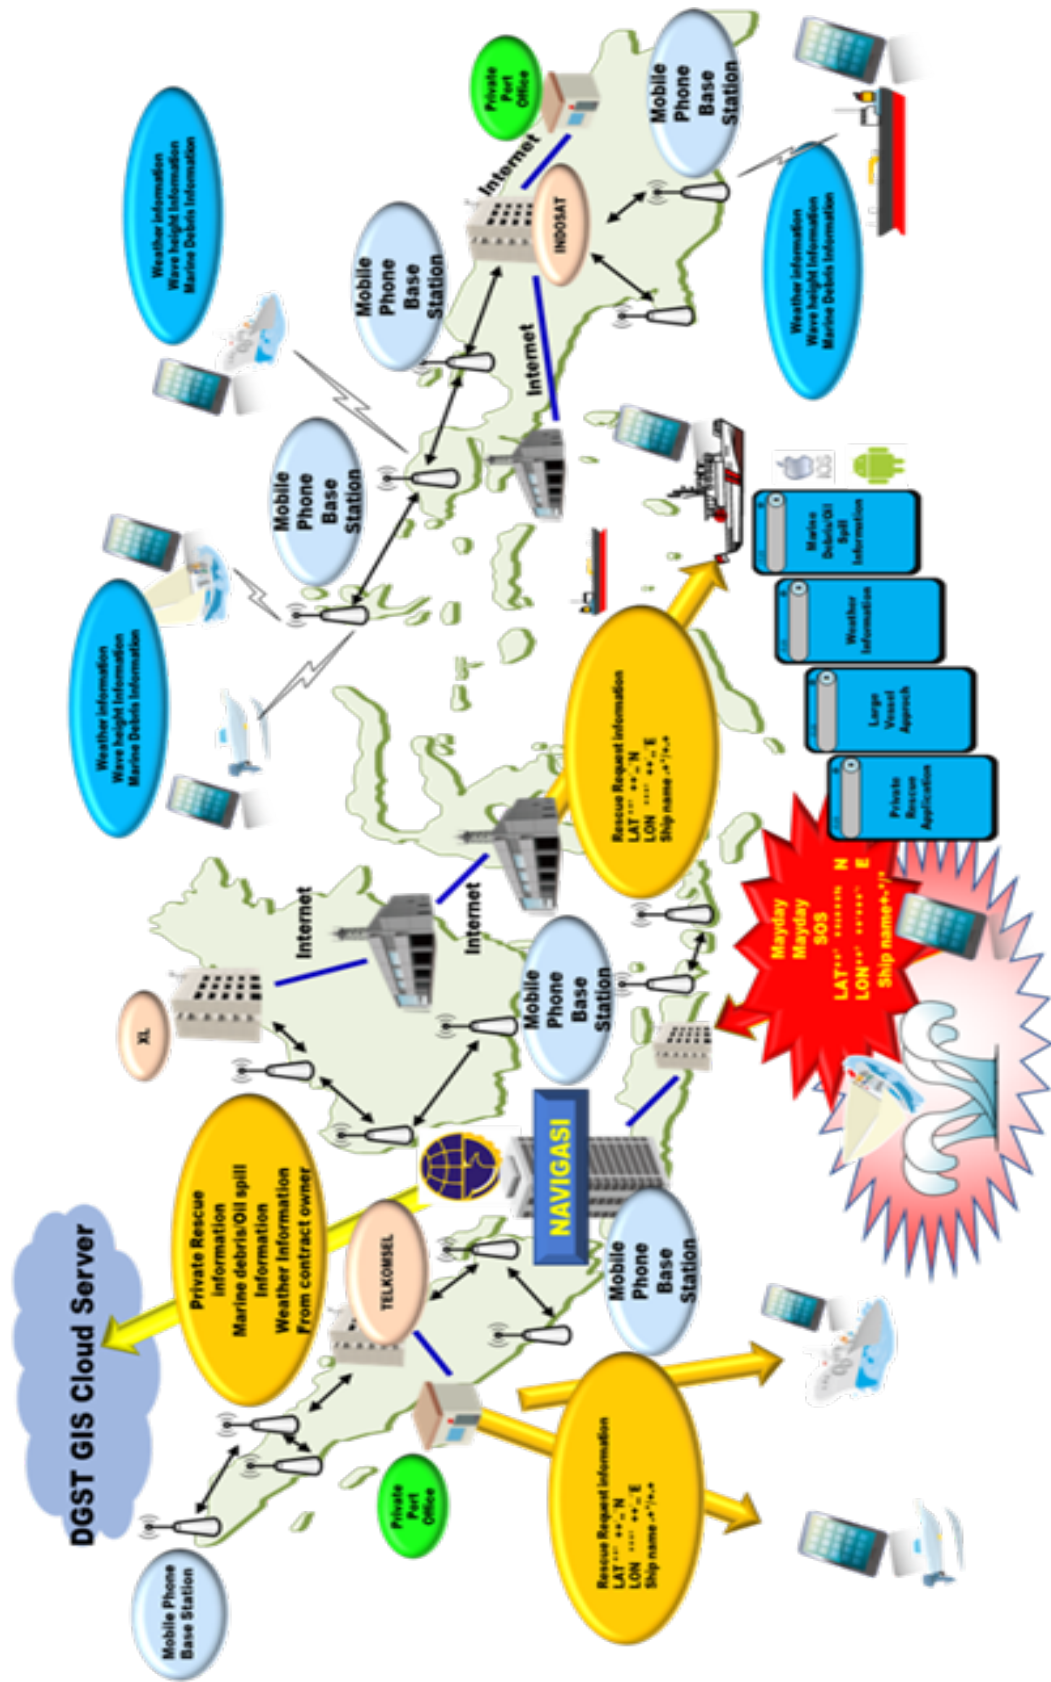 DGST GIS Cloud Server
Mobile Phone
Base Station
Private Rescue
information
Marine debris/Oil spill
Information
Weather Information
From contract owner
XL
TELKOMSEL
Private
Port
Office
NAVIGASI
Mobile
Phone
Base
Station
Internet
Internet
Mobile
Phone
Base
Station
Weather information
Wave height Information
Marine Debris Information
Mobile
Phone
Base
Station
Weather information
Wave height Information
Marine Debris Information
Mobile
Phone
Base
Station
Internet
INDOSAT
Internet
Private
Port
Office
Mobile
Phone
Base
Station
Weather information
Wave height Information
Marine Debris Information
Rescue Request information
LAT
N
LON
E
Ship name
Rescue Request information
LAT
N
LON
E
Ship name
Mayday
Mayday
SOS
LAT
N
LON
E
Ship name
Private
Rescue
Application
Large
Vessel
Approch
Weather
Information
Marine
Debris/Oil
Spill
Information
iOS